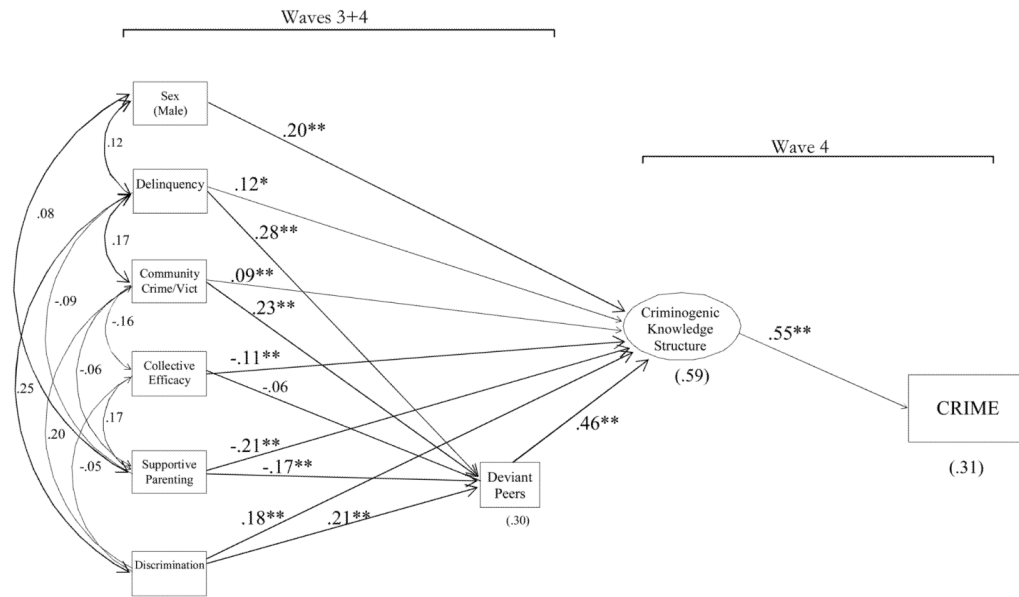 Waves 3+4
Wave 4
Sex
(Male)
.20**
.12
Delinquency
.12*
.28**
.08
.17
Community
Crime/Vict
.09**
.23**
-.09
-.16
Collective
Efficacy
-.11**
-.06
-.06
.25
.17
.20
-.05
Supportive
Parenting
-.21**
-.17**
.18**
.21**
Discrimination
Deviant
Peers
(.30)
.46**
Criminogenic
Knowledge
Structure
(.59)
.55**
CRIME
(.31)